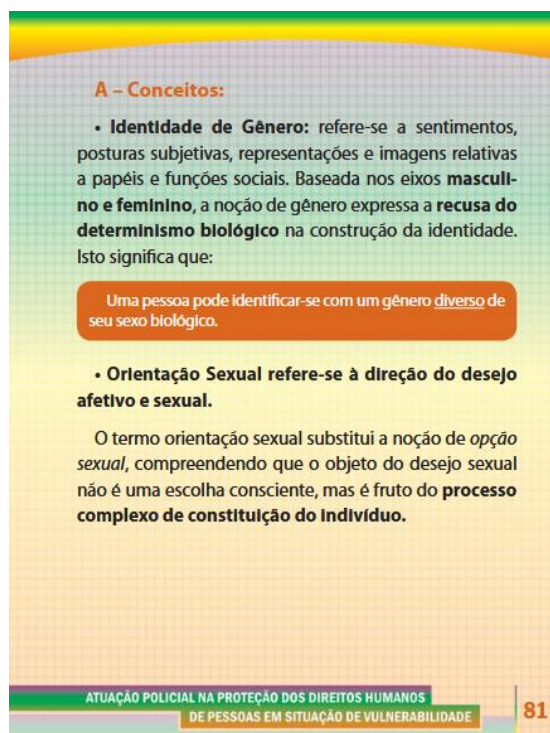 A – Conceitos:
• Identidade de Gênero: refere-se a sentimentos,
posturas subjetivas, representações e imagens relativas
a papéis e funções sociais. Baseada nos eixos masculi-
no e feminino, a noção de gênero expressa a recusa do
determinismo biológico na construção da identidade.
Isto significa que:
Uma pessoa pode identificar-se com um gênero diverso de
seu sexo biológico.
• Orientação Sexual refere-se à direção do desejo
afetivo e sexual.
O termo orientação sexual substitui a noção de opção
sexual, compreendendo que o objeto do desejo sexual
não é uma escolha consciente, mas é fruto do processo
complexo de constituição do indivíduo.
ATUAÇÃO POLICIAL NA PROTEÇÃO DOS DIREITOS HUMANOS
DE PESSOAS EM SITUAÇÃO DE VULNERABILIDADE
81